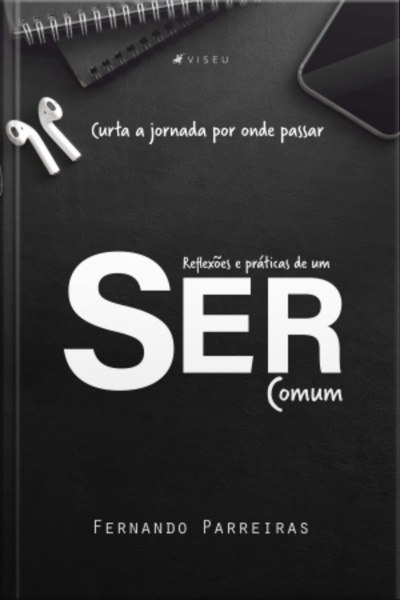 VISEU
Curta a jornada por onde passar
Reflexões e práticas de um
SER
Comum
FERNANDO PARREIRAS